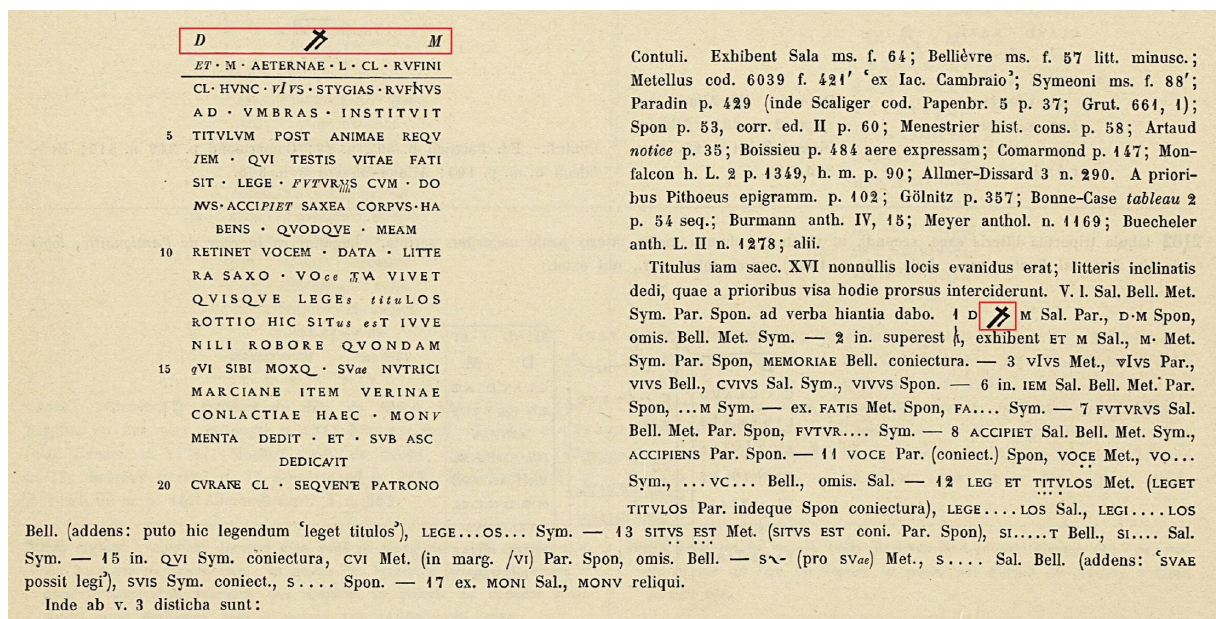 D M
ET · M · AETERNAE · L · CL · RVFINI
CL · HVNC · vIVS · STYGIAS · RVFINVS
AD · VMBRAS · INSTITVIT
5 TITVLVM POST ANIMAE REQV
IEM · QVI TESTIS VITAE FATI
SIT · LEGE · FVTVRVS CVM · DO
MVS · ACCIPIET SAXEA CORPVS · HA
BENS · QVODQVE · MEAM
10 RETINET VOCEM · DATA · LITTE
RA SAXO · VOce TVA VIVET
QVISQVE LEGEs tituLOS
ROTTIO HIC SITus esT IVVE
NILI ROBORE QVONDAM
15 qVI SIBI MOXQ · SVae NVTRICI
MARCIANE ITEM VERINAE
CONLACTIAE HAEC · MONV
MENTA DEDIT · ET · SVB ASC
DEDICAVIT
20 CVRANTE CL · SEQVENTE PATRONO
Contuli. Exhibent Sala ms. f. 64; Bellièvre ms. f. 57 litt. minusc.;
Metellus cod. 6039 f. 421′ ‘ex Iac. Cambraio’; Symeoni ms. f. 88′;
Paradin p. 429 (inde Scaliger cod. Papenbr. 5 p. 37; Grut. 661, 1);
Spon p. 53, corr. ed. II p. 60; Menestrier hist. cons. p. 58; Artaud
notice p. 35; Boissieu p. 484 aere expressam; Comarmond p. 147; Mon-
falcon h. L. 2 p. 1349, h. m. p. 90; Allmer-Dissard 3 n. 290. A priori-
bus Pithoeus epigramm. p. 102; Gölnitz p. 357; Bonne-Case tableau 2
p. 54 seq.; Burmann anth. IV, 15; Meyer anthol. n. 1169; Buecheler
anth. L. II n. 1278; alii.
Titulus iam saec. XVI nonnullis locis evanidus erat; litteris inclinatis
dedi, quae a prioribus visa hodie prorsus interciderunt. V. l. Sal. Bell. Met.
Sym. Par. Spon. ad verba hiantia dabo. 1 D M Sal. Par., D·M Spon,
omis. Bell. Met. Sym. — 2 in. superest, exhibent ET M Sal., M· Met.
Sym. Par. Spon, MEMORIAE Bell. coniectura. — 3 vIvs Met., vIvs Par.,
VIVS Bell., CVIVS Sal. Sym., VIVVS Spon. — 6 in. IEM Sal. Bell. Met. Par.
Spon, ...M Sym. — ex. FATIS Met. Spon, FA.... Sym. — 7 FVTVRVS Sal.
Bell. Met. Par. Spon, FVTVR.... Sym. — 8 ACCIPIET Sal. Bell. Met. Sym.,
ACCIPIENS Par. Spon. — 11 VOCE Par. (coniect.) Spon, VOCE Met., VO...
Sym., ....VC... Bell., omis. Sal. — 12 LEG ET TITVLOS Met. (LEGET
TITVLOS Par. indeque Spon coniectura), LEGE....LOS Sal., LEGI....LOS
Bell. (addens: puto hic legendum ‘leget titulos’), LEGE...OS... Sym. — 13 SITVS EST Met. (SITVS EST coni. Par. Spon), SI.....T Bell., SI.... Sal.
Sym. — 15 in. QVI Sym. coniectura, CVI Met. (in marg. /VI) Par. Spon, omis. Bell. — (pro SVae) Met., S.... Sal. Bell. (addens: ‘SVAE
possit legi’), SVIS Sym. coniect., S.... Spon. — 17 ex. MONI Sal., MONV reliqui.
Inde ab v. 3 disticha sunt: